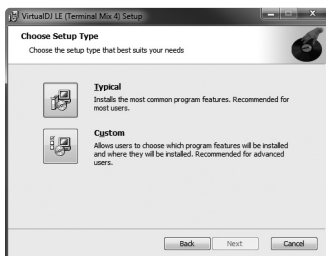 VirtualDJ LE (Terminal Mix 4) Setup
Choose Setup Type
Choose the setup type that best suits your needs
Typical
Installs the most common program features. Recommended for
most users.
Custom
Allows users to choose which program features will be installed
and where they will be installed. Recommended for advanced
users.
Back Next Cancel